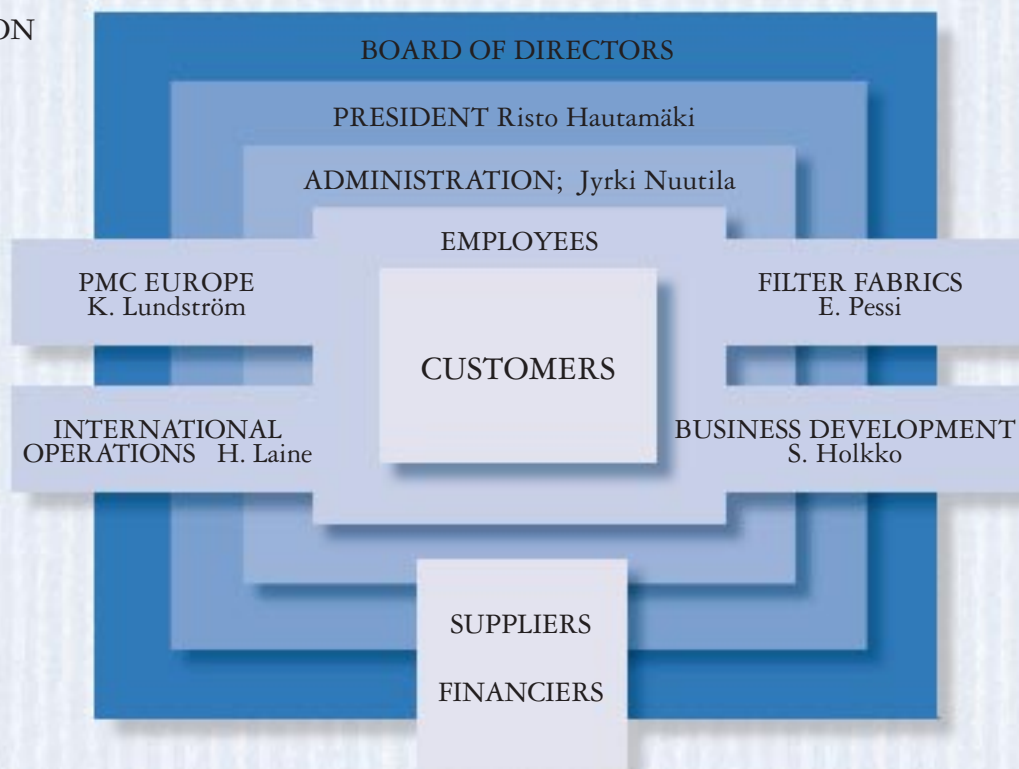 ON
BOARD OF DIRECTORS
PRESIDENT Risto Hautamäki
ADMINISTRATION; Jyrki Nuutila
EMPLOYEES
PMC EUROPE
K. Lundström
FILTER FABRICS
E. Pessi
CUSTOMERS
INTERNATIONAL
OPERATIONS H. Laine
BUSINESS DEVELOPMENT
S. Holkko
SUPPLIERS
FINANCIERS